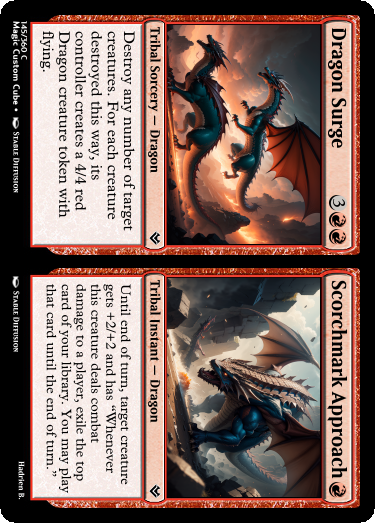 Dragon Surge 3
Tribal Sorcery — Dragon
Destroy any number of target
creatures. For each creature
destroyed this way, its
controller creates a 4/4 red
Dragon creature token with
flying.
145/360 C
Magic Custom Cube • STABLE DIFFUSION
Scorchmark Approach
Tribal Instant — Dragon
Until end of turn, target creature
gets +2/+2 and has “Whenever
this creature deals combat
damage to a player, exile the top
card of your library. You may play
that card until the end of turn.”
STABLE DIFFUSION
Hadrien B.